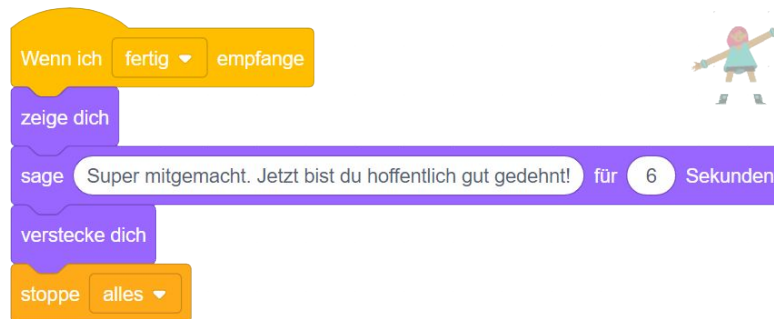 Wenn ich fertig empfange
zeige dich
sage Super mitgemacht. Jetzt bist du hoffentlich gut gedehnt! für 6 Sekunden
verstecke dich
stoppe alles